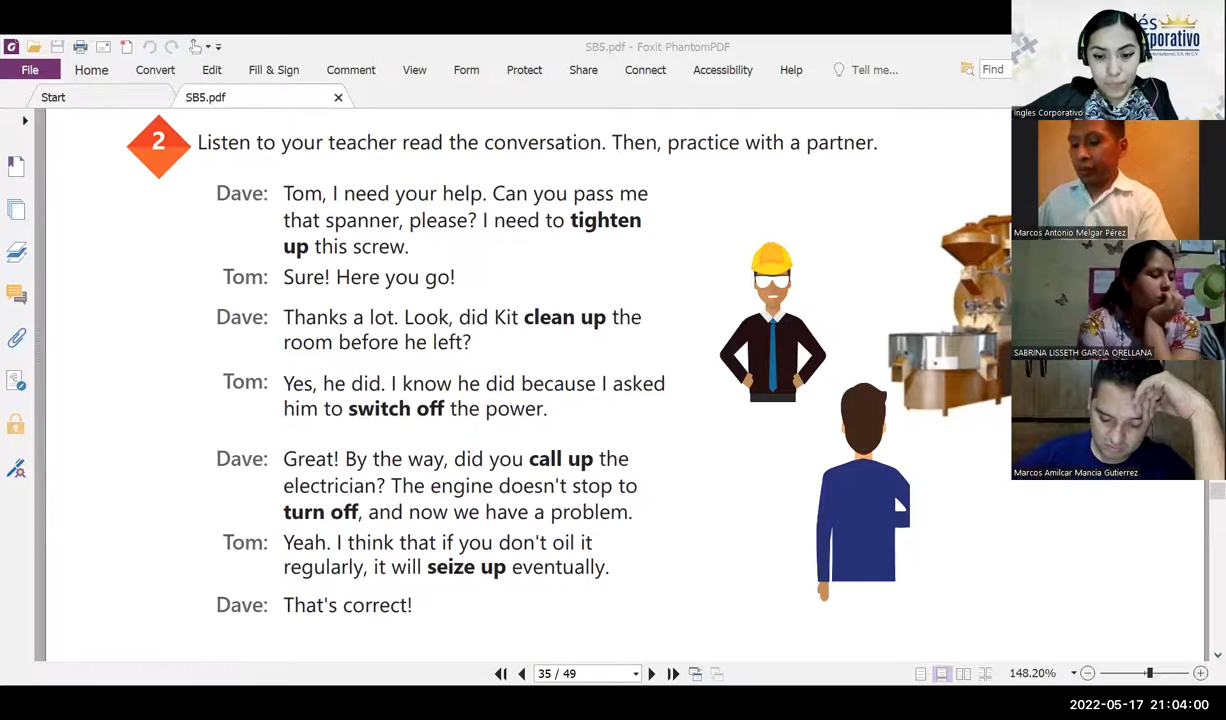 SB5.pdf - Foxit PhantomPDF
File Home Convert Edit Fill & Sign Comment View Form Protect Share Connect Accessibility Help Tell me... Find
Start SB5.pdf
2 Listen to your teacher read the conversation. Then, practice with a partner.
Dave: Tom, I need your help. Can you pass me
that spanner, please? I need to tighten
up this screw.
Tom: Sure! Here you go!
Dave: Thanks a lot. Look, did Kit clean up the
room before he left?
Tom: Yes, he did. I know he did because I asked
him to switch off the power.
Dave: Great! By the way, did you call up the
electrician? The engine doesn't stop to
turn off, and now we have a problem.
Tom: Yeah. I think that if you don't oil it
regularly, it will seize up eventually.
Dave: That's correct!
35 / 49
148.20%
és
orporativo
Ingles Corporativo
Marcos Antonio Melgar Pérez
SABRINA LISSETH GARCIA ORELLANA
Marcos Amilcar Mancia Gutierrez
2022-05-17 21:04:00